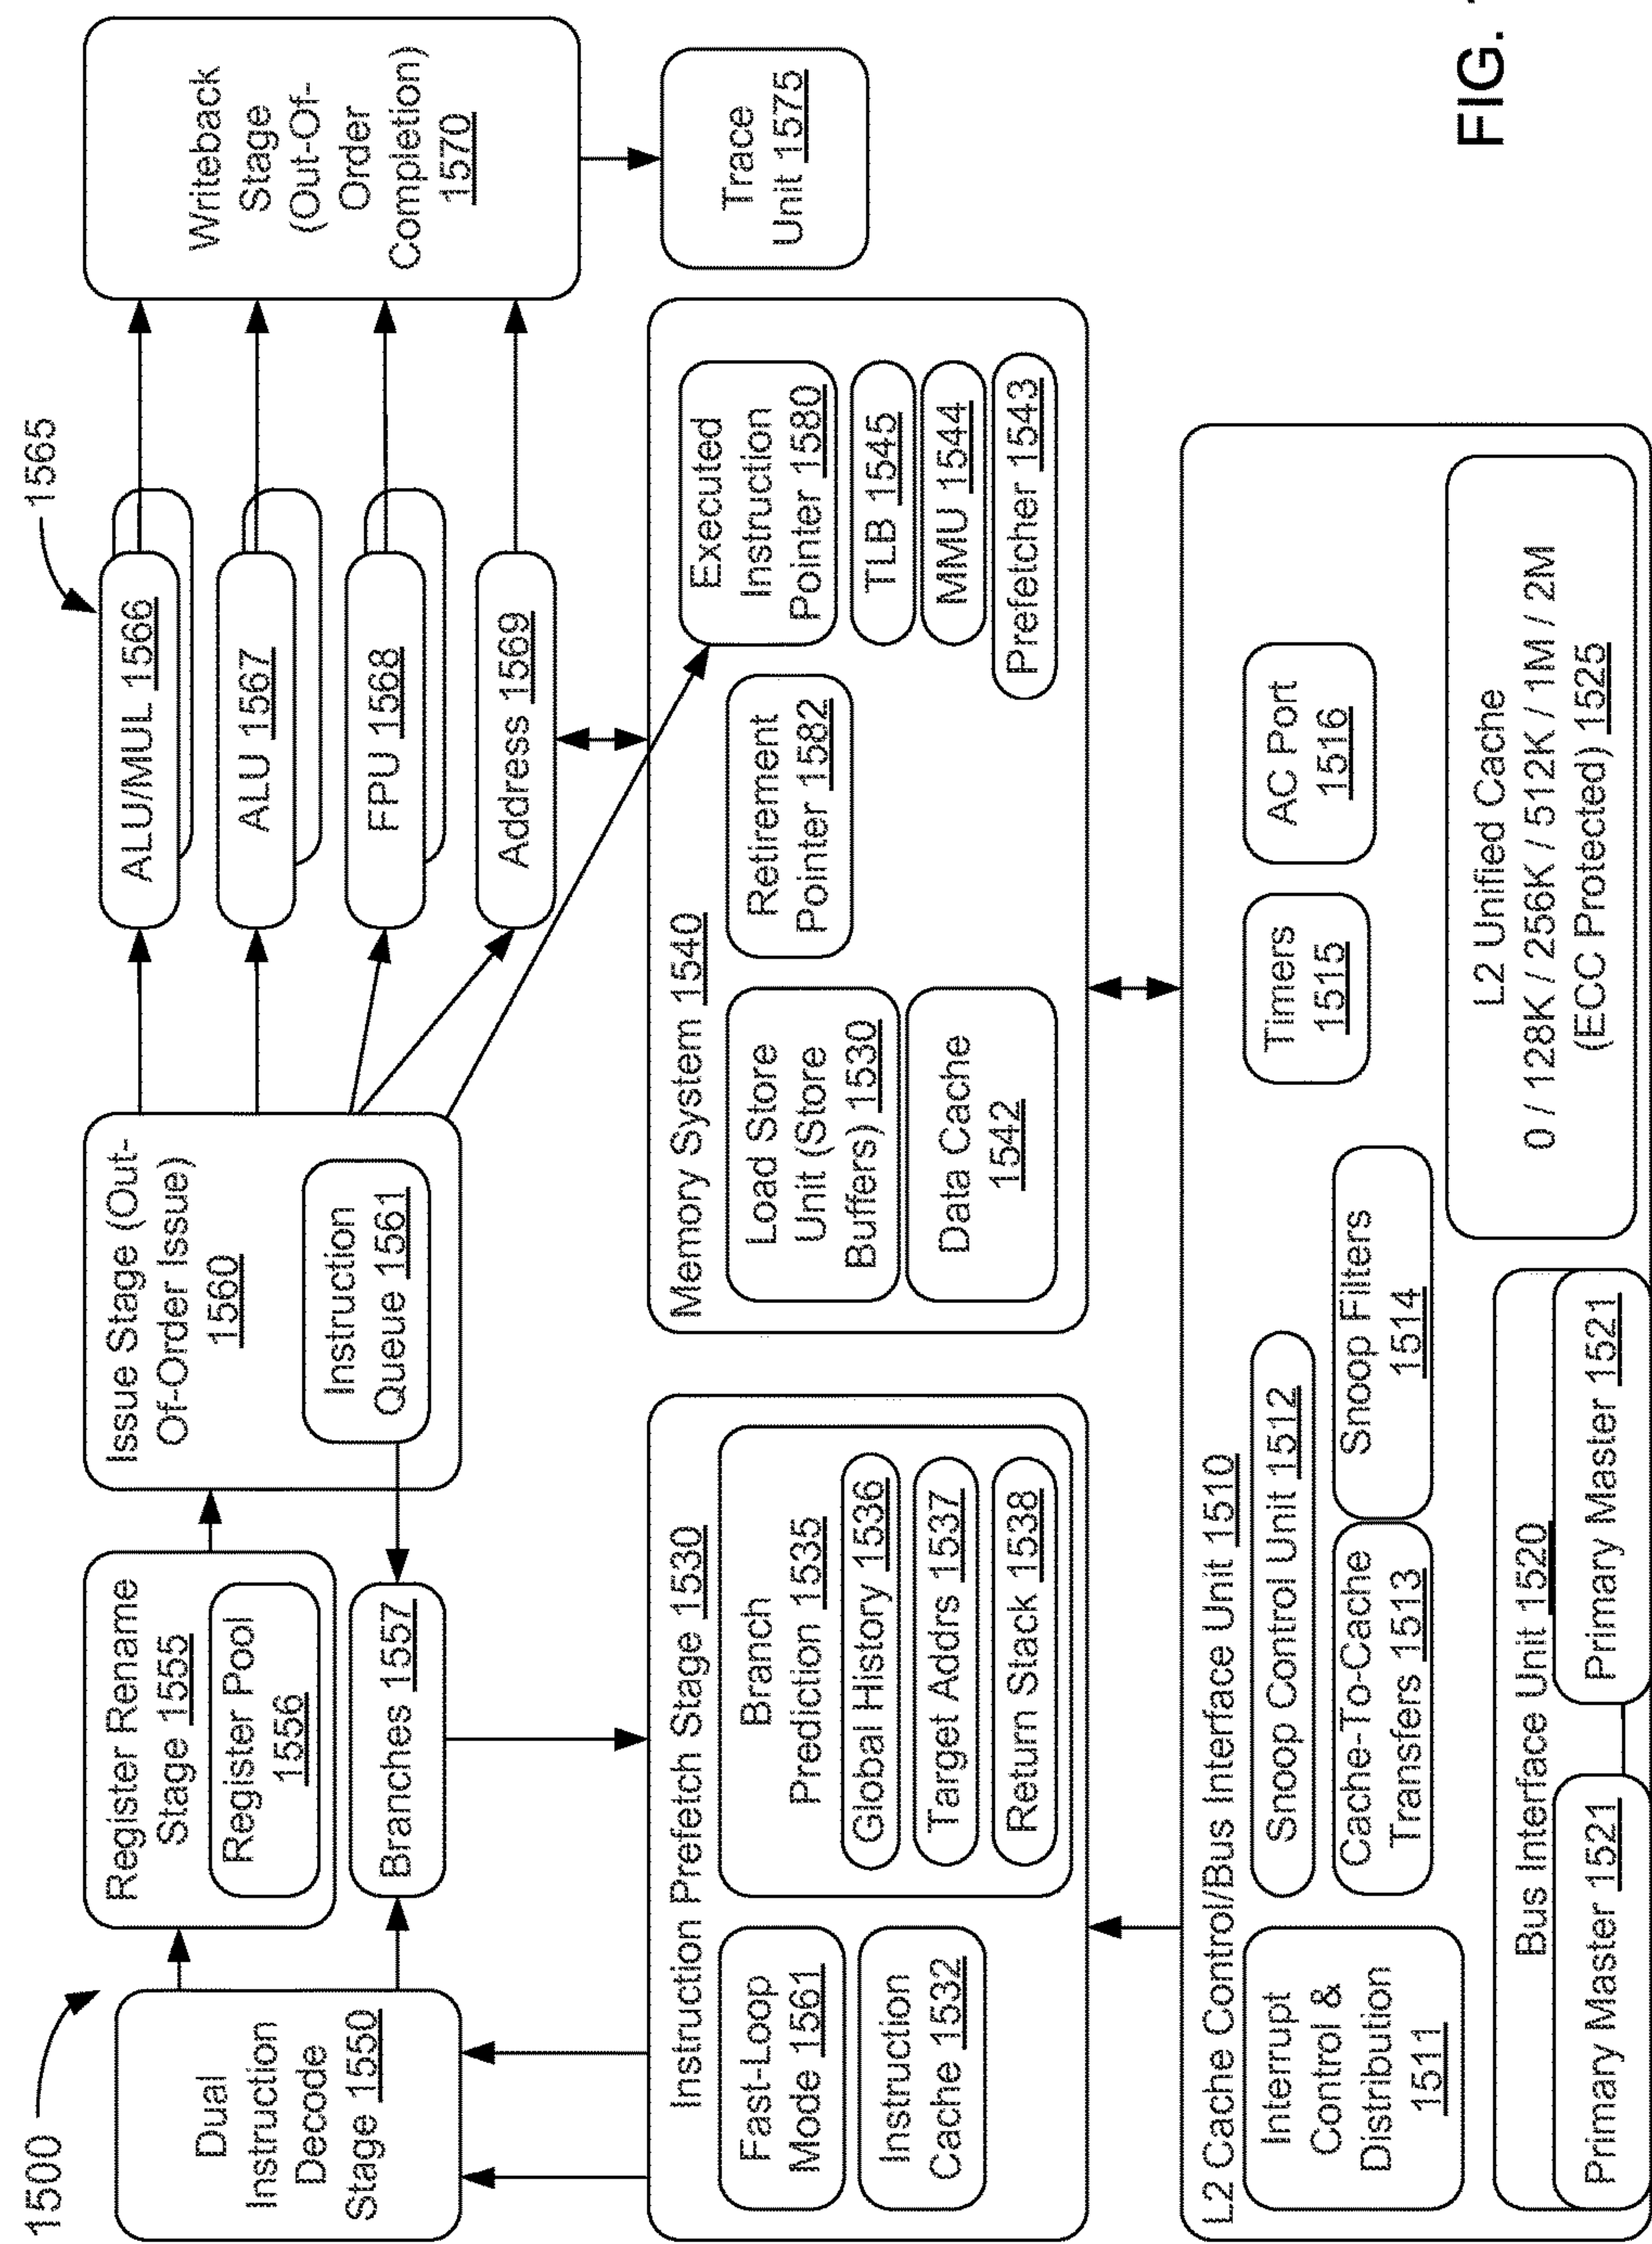 1500
Dual
Instruction
Decode
Stage 1550
Register Rename
Stage 1555
Register Pool
1556
Branches 1557
Issue Stage (Out-
Of-Order Issue)
1560
Instruction
Queue 1561
1565
ALU/MUL 1566
ALU 1567
FPU 1568
Address 1569
Writeback
Stage
(Out-Of-
Order
Completion)
1570
Trace
Unit 1575
Instruction Prefetch Stage 1530
Fast-Loop
Mode 1561
Instruction
Cache 1532
Branch
Prediction 1535
Global History 1536
Target Addrs 1537
Return Stack 1538
Memory System 1540
Load Store
Unit (Store
Buffers) 1530
Data Cache
1542
Retirement
Pointer 1582
Executed
Instruction
Pointer 1580
TLB 1545
MMU 1544
Prefetcher 1543
L2 Cache Control/Bus Interface Unit 1510
Interrupt
Control &
Distribution
1511
Snoop Control Unit 1512
Cache-To-Cache
Transfers 1513
Snoop Filters
1514
Timers
1515
AC Port
1516
Bus Interface Unit 1520
Primary Master 1521
Primary Master 1521
L2 Unified Cache
0 / 128K / 256K / 512K / 1M / 2M
(ECC Protected) 1525
FIG.